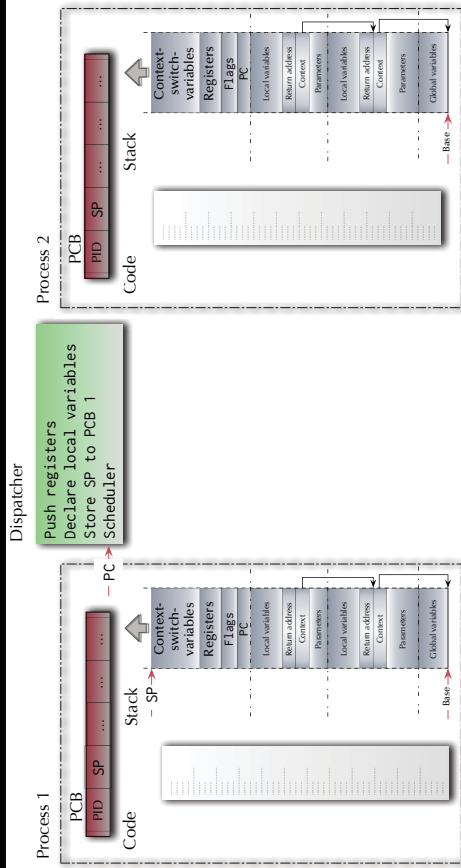 Dispatcher
Process 1
PCB
PID SP ... ... ...
Code
Stack
SP
Context-
switch-
variables
Registers
Flags
PC
Local variables
Return address
Context
Parameters
Local variables
Return address
Context
Parameters
Global variables
Base
PC
Push registers
Declare local variables
Store SP to PCB 1
Scheduler
Process 2
PCB
PID SP ... ... ...
Code
Stack
Context-
switch-
variables
Registers
Flags
PC
Local variables
Return address
Context
Parameters
Local variables
Return address
Context
Parameters
Global variables
Base